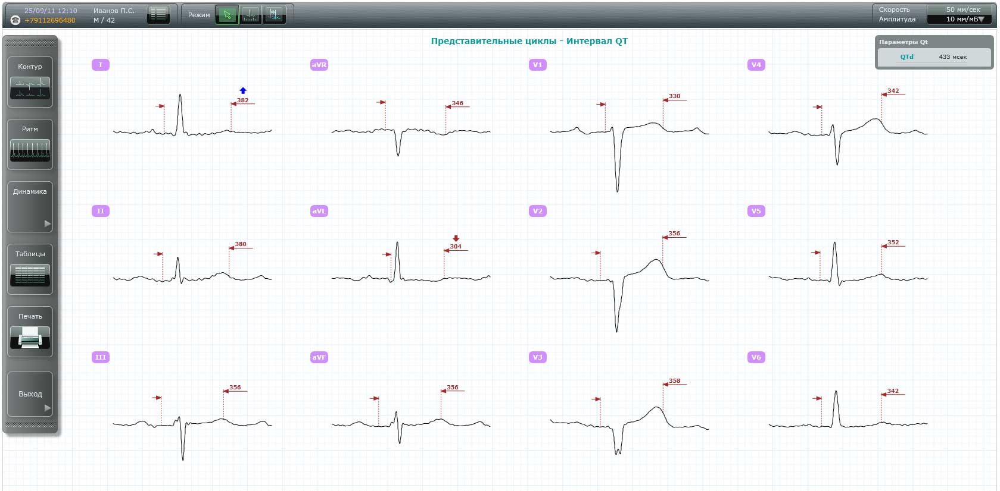 25/09/11 12:10
Иванов П.С.
+79112696480
М / 42
Режим
Скорость
50 мм/сек
Амплитуда
10 мм/мВ
Представительные циклы - Интервал QT
Параметры Qt
QTd
433 мсек
Контур
Ритм
Динамика
Таблицы
Печать
Выход
I
382
aVR
346
V1
330
V4
342
II
380
aVL
304
V2
356
V5
352
III
356
aVF
356
V3
358
V6
342